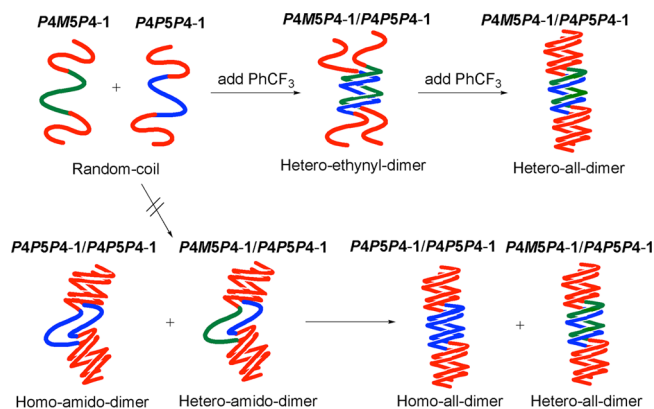 P4M5P4-1
P4P5P4-1
P4M5P4-1/P4P5P4-1
P4M5P4-1/P4P5P4-1
+
add PhCF3
add PhCF3
Random-coil
Hetero-ethynyl-dimer
Hetero-all-dimer
P4P5P4-1/P4P5P4-1
P4M5P4-1/P4P5P4-1
P4P5P4-1/P4P5P4-1
P4M5P4-1/P4P5P4-1
+
+
Homo-amido-dimer
Hetero-amido-dimer
Homo-all-dimer
Hetero-all-dimer